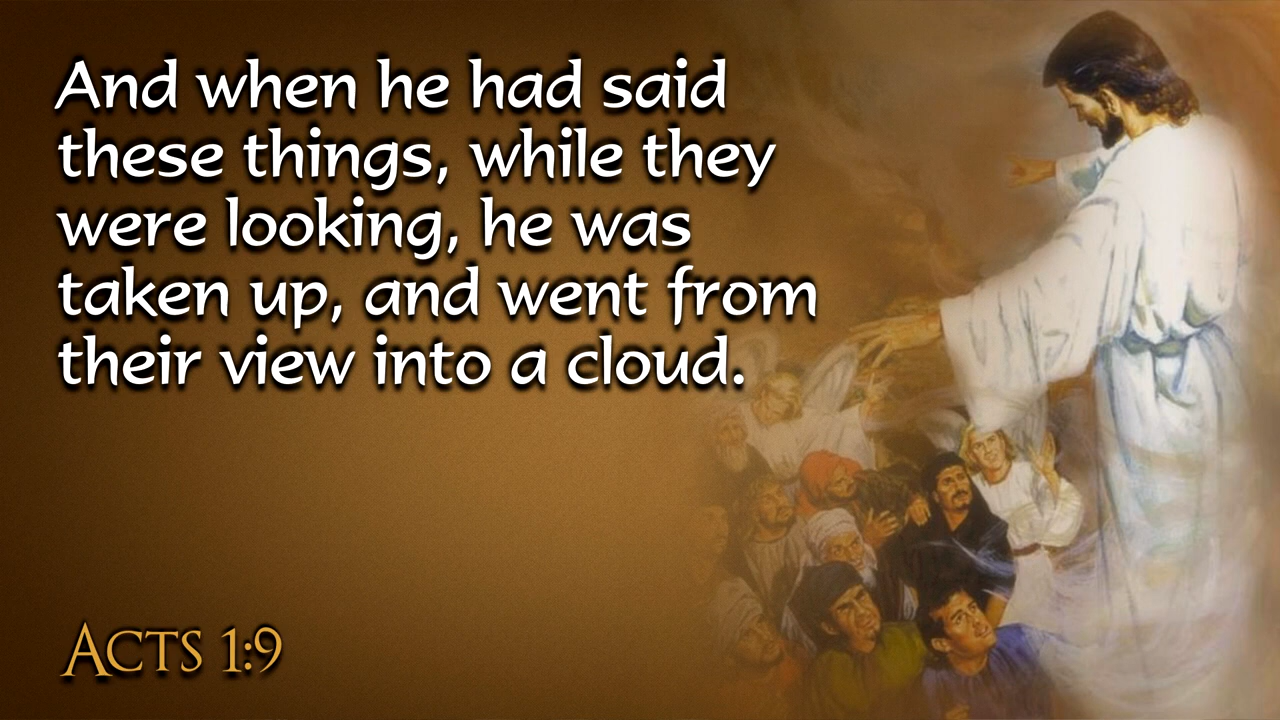 And when he had said
these things, while they
were looking, he was
taken up, and went from
their view into a cloud.
Acts 1:9